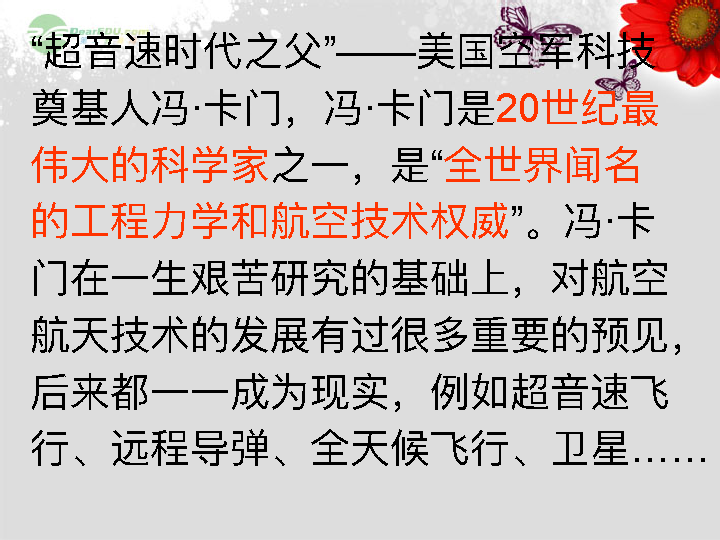 “超音速时代之父”——美国空军科技
奠基人冯·卡门，冯·卡门是20世纪最
伟大的科学家之一，是“全世界闻名
的工程力学和航空技术权威”。冯·卡
门在一生艰苦研究的基础上，对航空
航天技术的发展有过很多重要的预见，
后来都一一成为现实，例如超音速飞
行、远程导弹、全天候飞行、卫星……